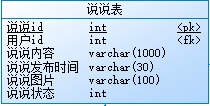 说说表
说说id int <pk>
用户id int <fk>
说说内容 varchar(1000)
说说发布时间 varchar(30)
说说图片 varchar(100)
说说状态 int